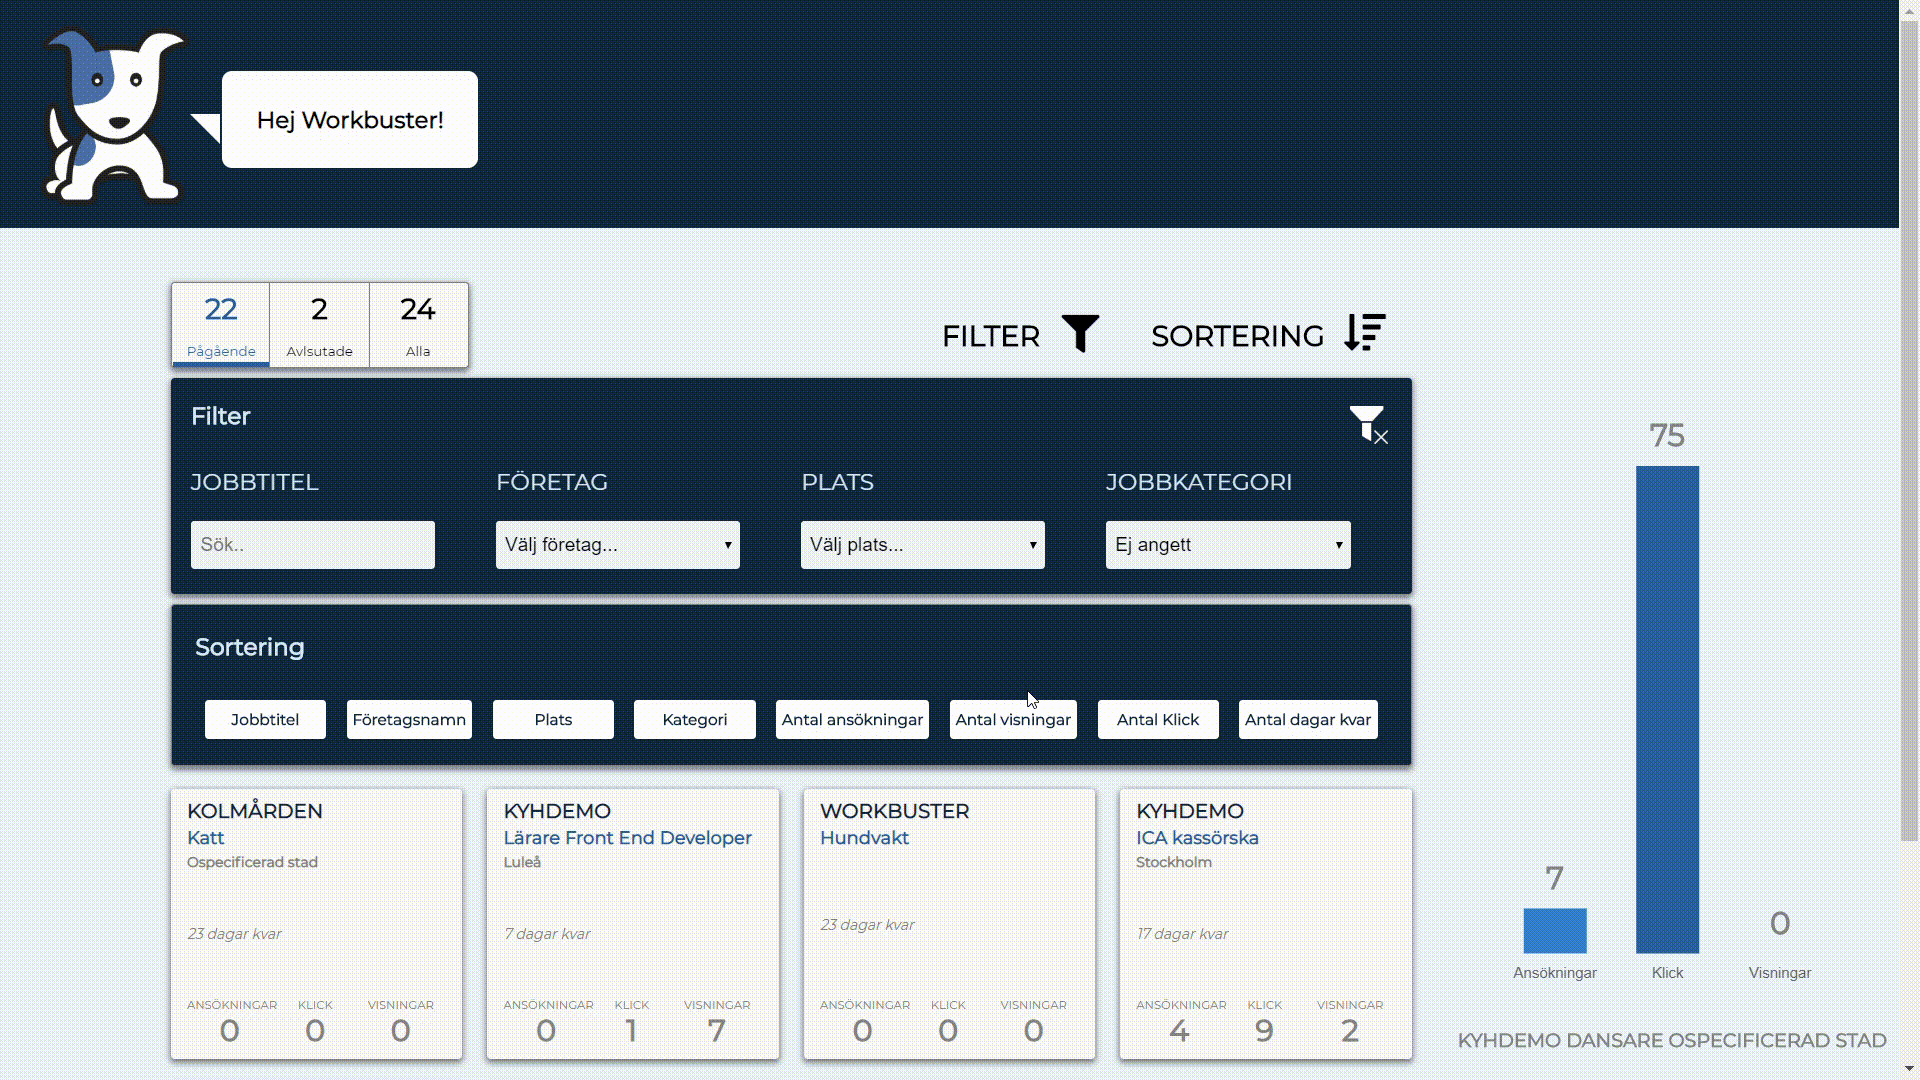 Hej Workbuster!
22
Pågående
2
Avlsutade
24
Alla
FILTER
SORTERING
Filter
JOBBTITEL
Sök..
FÖRETAG
Välj företag...
PLATS
Välj plats...
JOBBKATEGORI
Ej angett
Sortering
Jobbtitel
Företagsnamn
Plats
Kategori
Antal ansökningar
Antal visningar
Antal Klick
Antal dagar kvar
KOLMÅRDEN
Katt
Ospecificerad stad
23 dagar kvar
ANSÖKNINGAR KLICK VISNINGAR
0 0 0
KYHDEMO
Lärare Front End Developer
Luleå
7 dagar kvar
ANSÖKNINGAR KLICK VISNINGAR
0 1 7
WORKBUSTER
Hundvakt
23 dagar kvar
ANSÖKNINGAR KLICK VISNINGAR
0 0 0
KYHDEMO
ICA kassörska
Stockholm
17 dagar kvar
ANSÖKNINGAR KLICK VISNINGAR
4 9 2
75
7
0
Ansökningar
Klick
Visningar
KYHDEMO DANSARE OSPECIFICERAD STAD